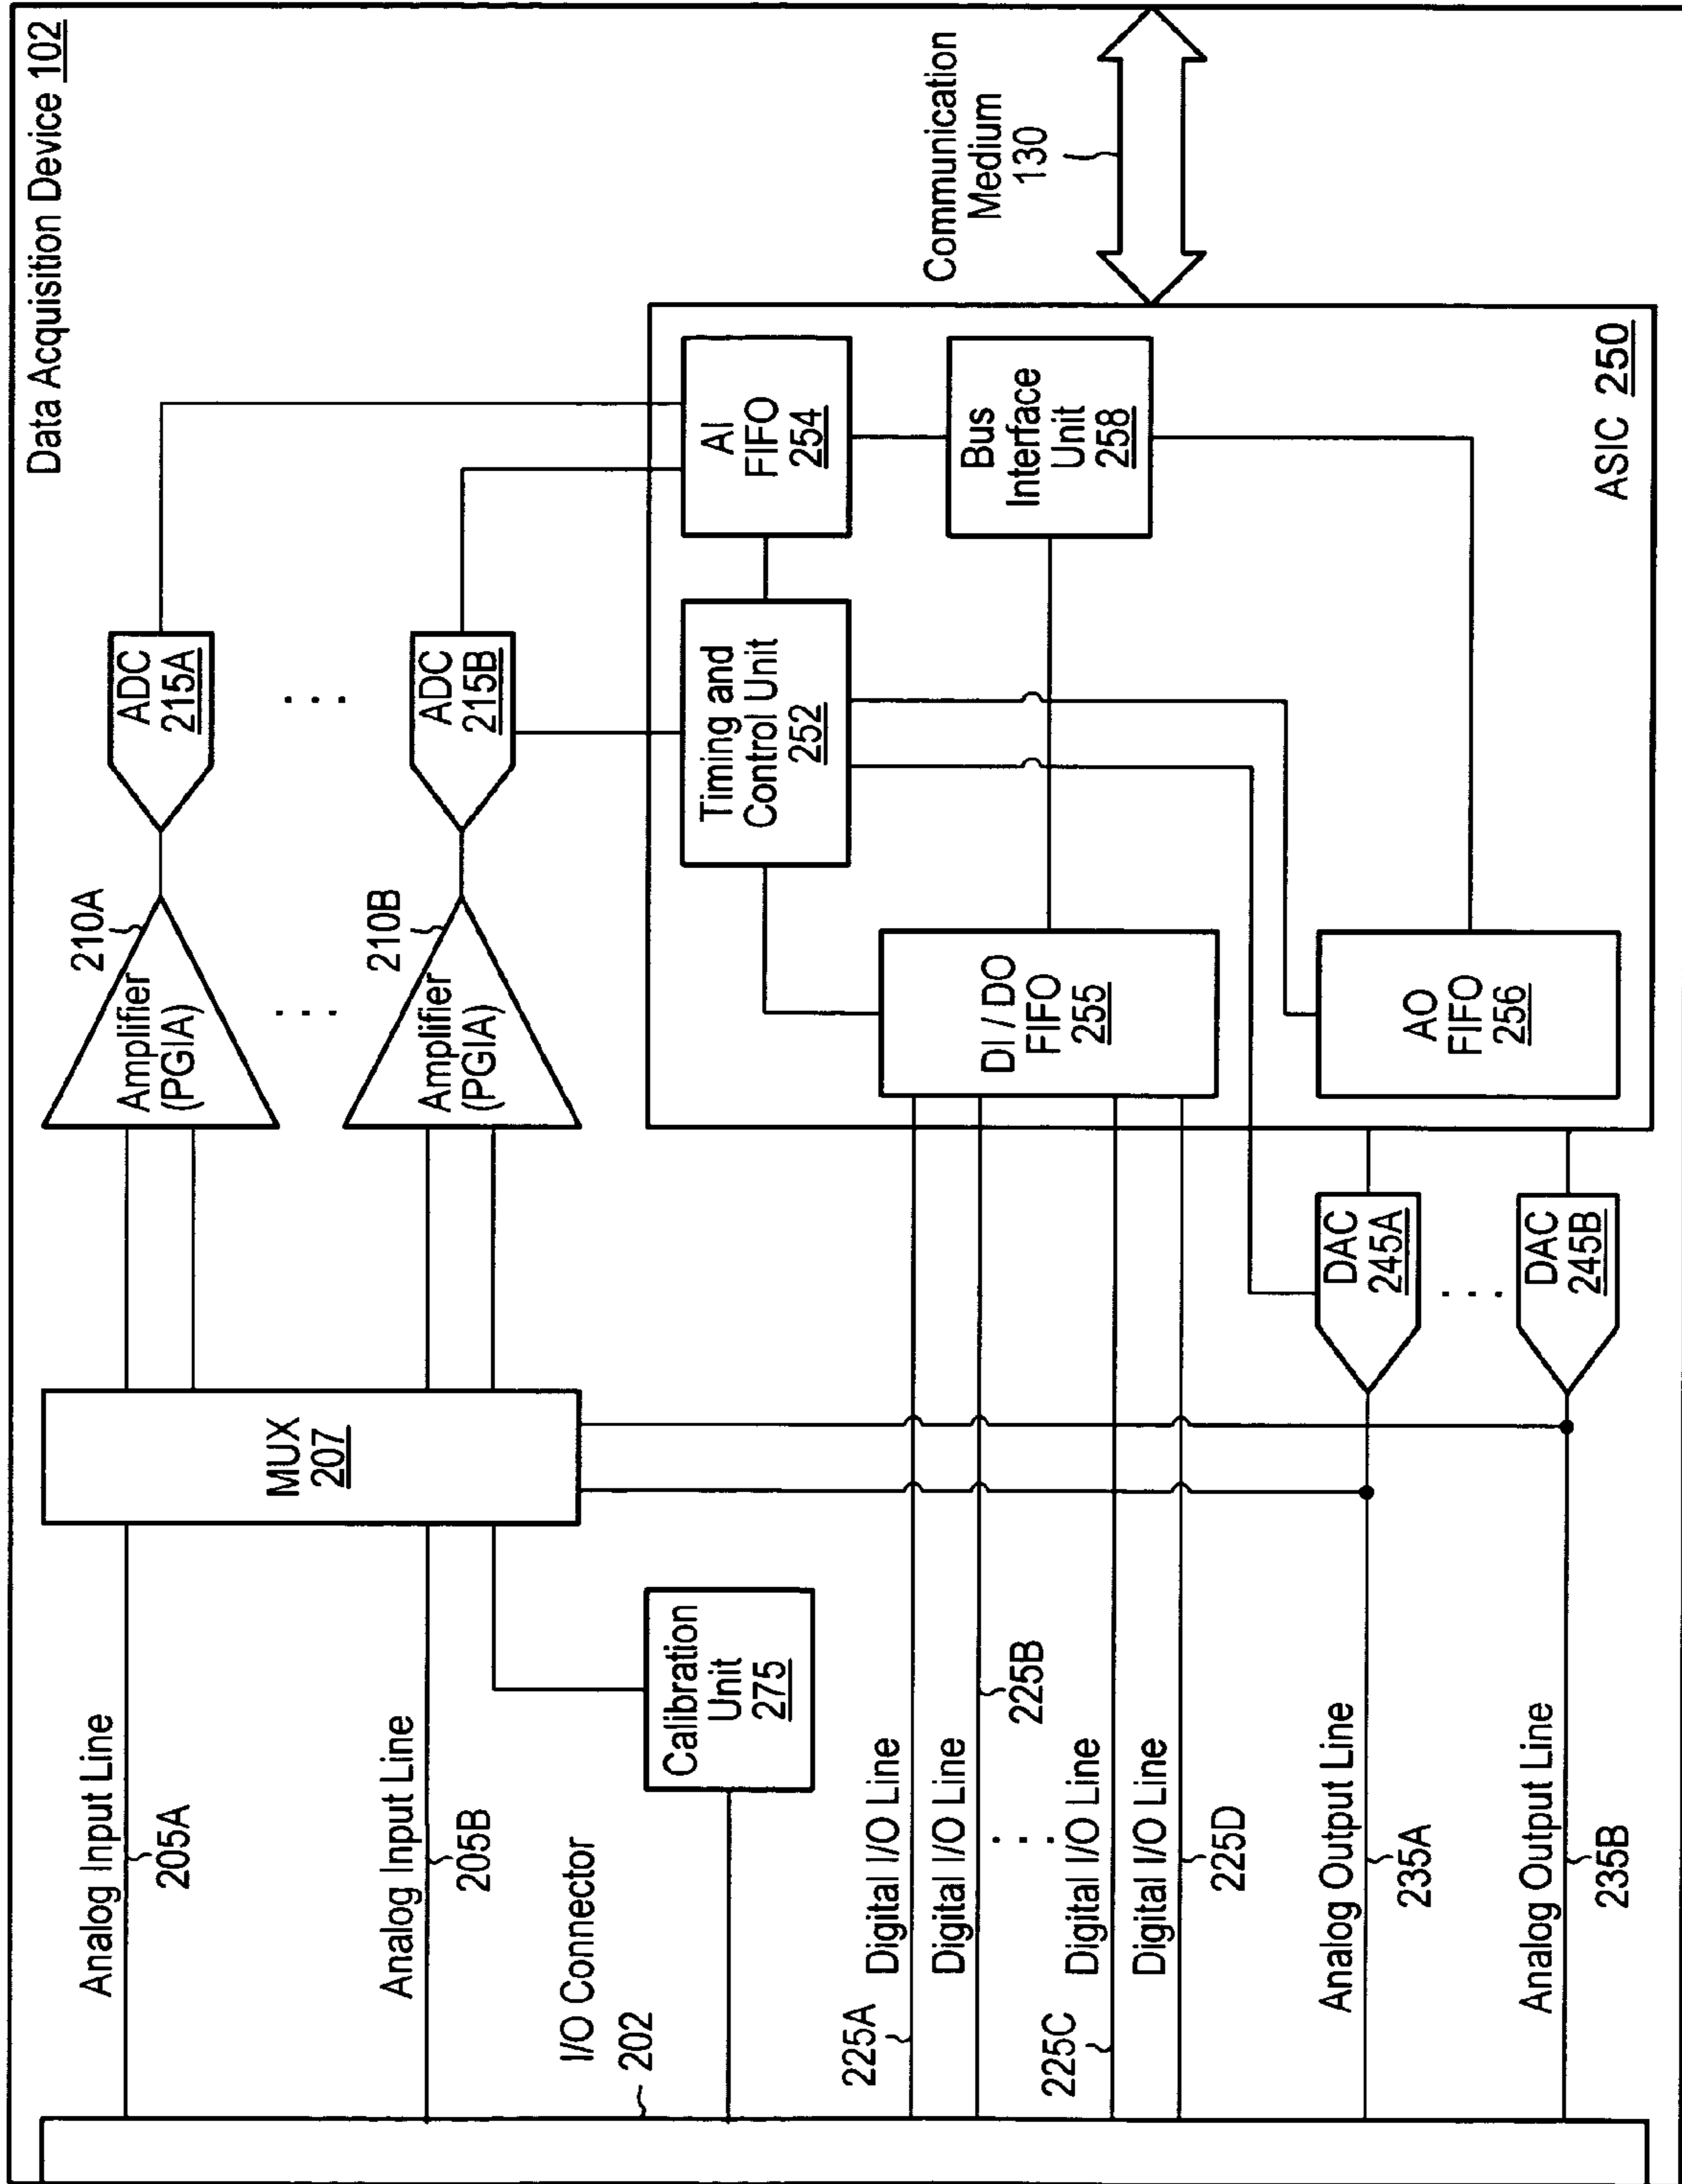 Data Acquisition Device 102
Analog Input Line
205A
Analog Input Line
205B
I/O Connector
202
MUX
207
Calibration
Unit
275
210A
Amplifier
(PGIA)
. . .
210B
Amplifier
(PGIA)
ADC
215A
. . .
ADC
215B
Communication
Medium
130
AI
FIFO
254
Timing and
Control Unit
252
Bus
Interface
Unit
258
DI / DO
FIFO
255
AO
FIFO
256
ASIC 250
225A
Digital I/O Line
Digital I/O Line
225B
. . .
225C
Digital I/O Line
Digital I/O Line
225D
Analog Output Line
235A
Analog Output Line
235B
DAC
245A
. . .
DAC
245B